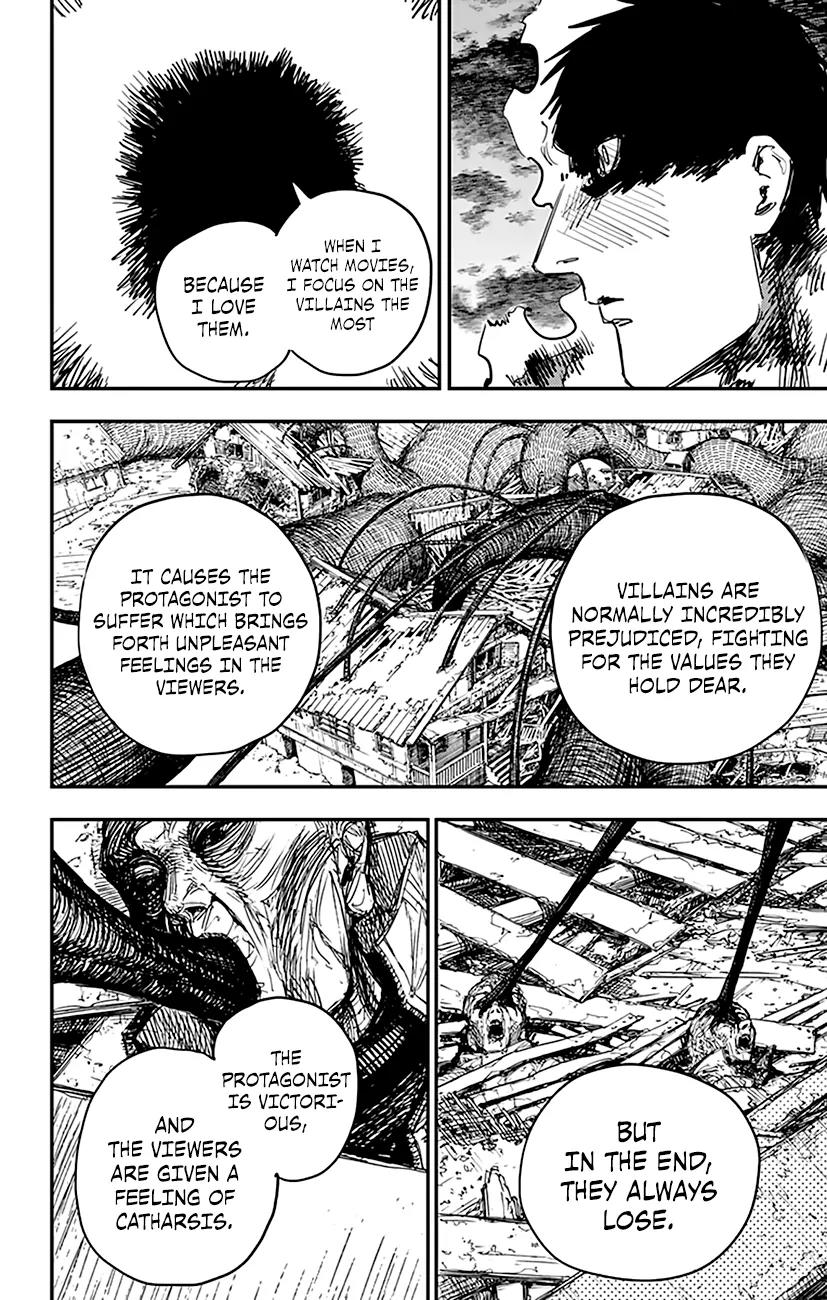 WHEN I
WATCH MOVIES,
I FOCUS ON THE
VILLAINS THE
MOST
BECAUSE
I LOVE
THEM.
VILLAINS ARE
NORMALLY INCREDIBLY
PREJUDICED, FIGHTING
FOR THE VALUES THEY
HOLD DEAR.
IT CAUSES THE
PROTAGONIST TO
SUFFER WHICH BRINGS
FORTH UNPLEASANT
FEELINGS IN THE
VIEWERS.
BUT
IN THE END,
THEY ALWAYS
LOSE.
THE
PROTAGONIST
IS VICTORI-
OUS,
AND
THE VIEWERS
ARE GIVEN A
FEELING OF
CATHARSIS.